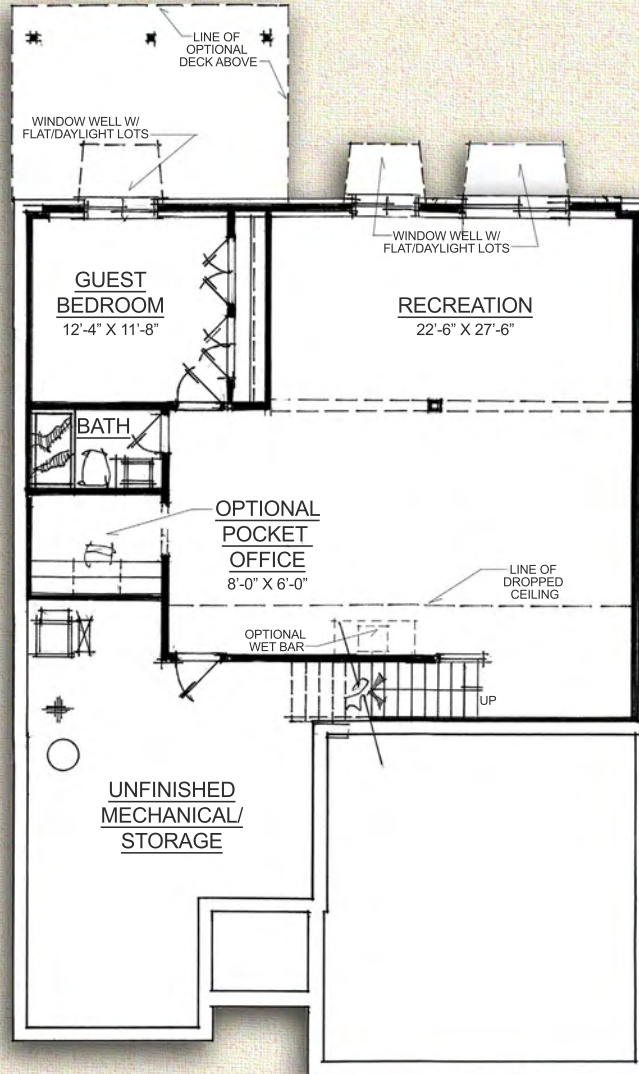 LINE OF
OPTIONAL
DECK ABOVE
WINDOW WELL W/
FLAT/DAYLIGHT LOTS
WINDOW WELL W/
FLAT/DAYLIGHT LOTS
GUEST
BEDROOM
12'-4” X 11'-8”
RECREATION
22'-6” X 27'-6”
BATH
OPTIONAL
POCKET
OFFICE
8'-0” X 6'-0”
LINE OF
DROPPED
CEILING
OPTIONAL
WET BAR
UP
UNFINISHED
MECHANICAL/
STORAGE